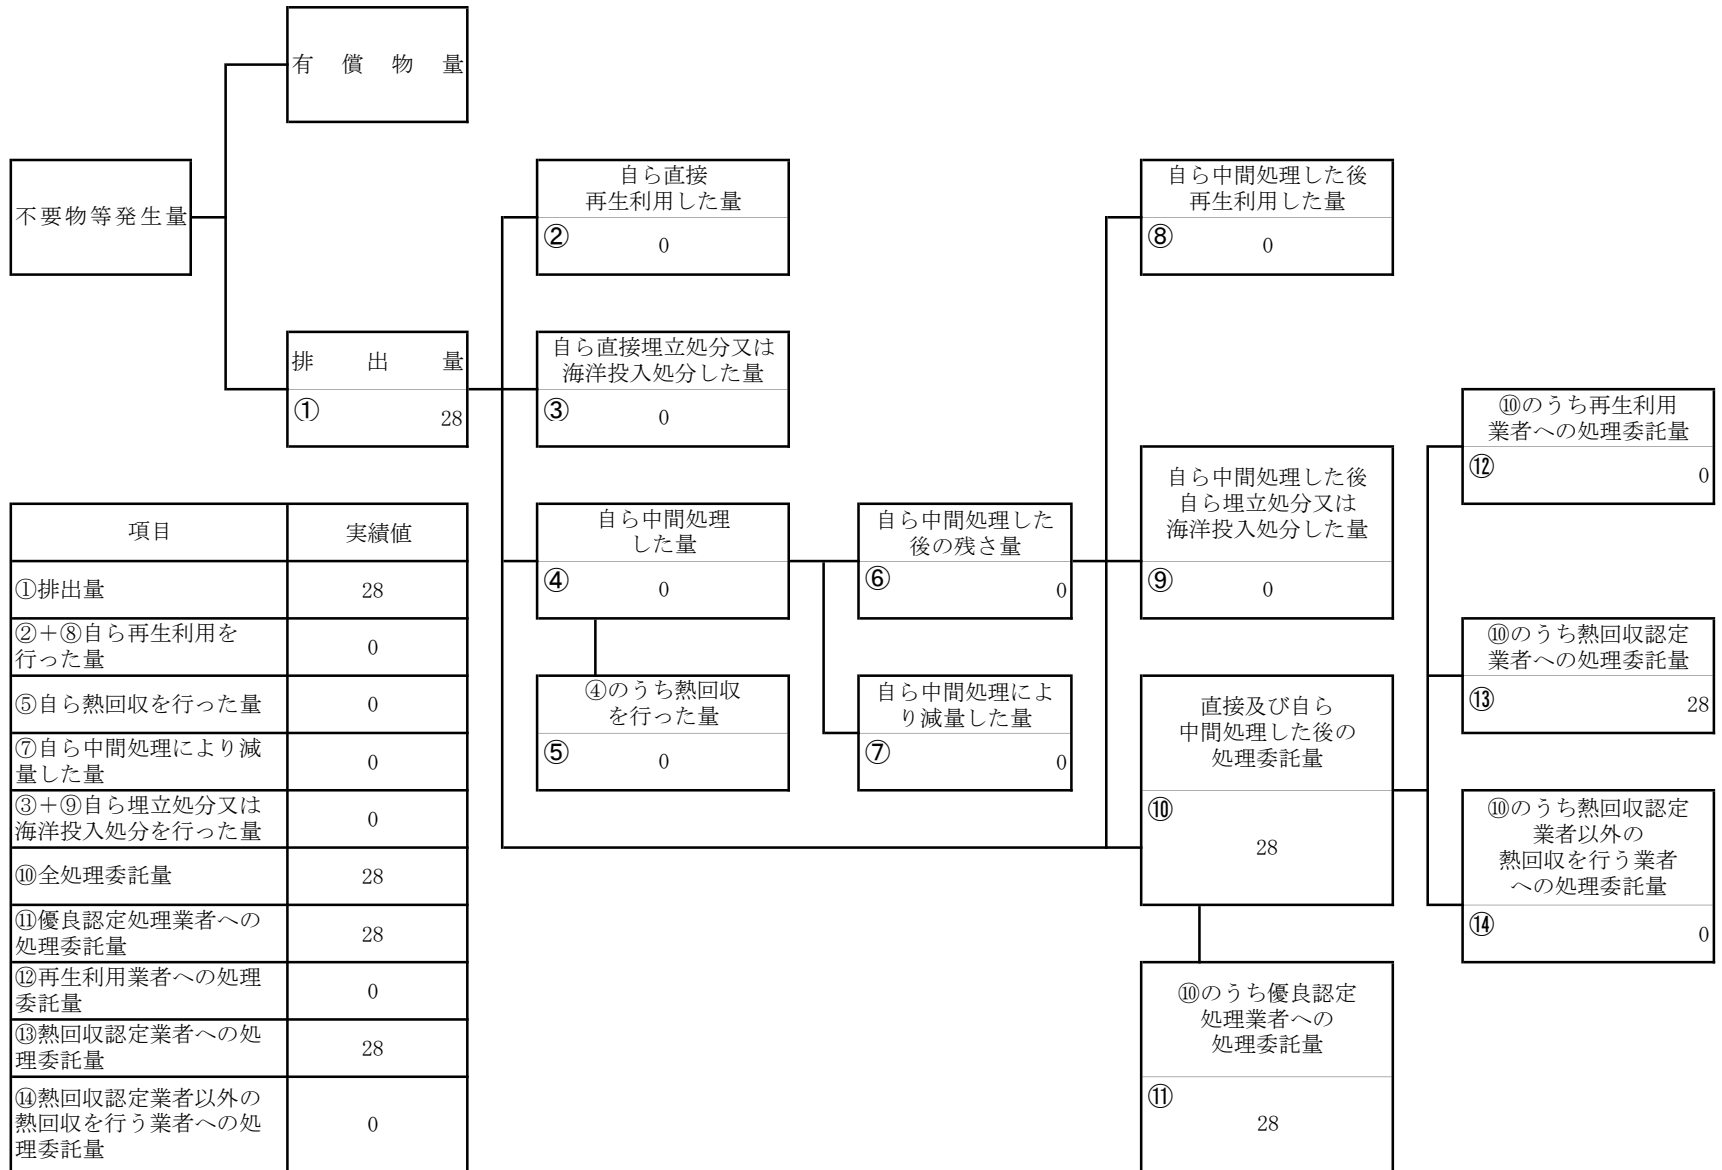 有償物量
不要物等発生量
排出量
①
28
自ら直接
再生利用した量
②
0
自ら直接埋立処分又は
海洋投入処分した量
③
0
自ら中間処理
した量
④
0
④のうち熱回収
を行った量
⑤
0
自ら中間処理した
後の残さ量
⑥
0
自ら中間処理によ
り減量した量
⑦
0
自ら中間処理した後
再生利用した量
⑧
0
自ら中間処理した後
自ら埋立処分又は
海洋投入処分した量
⑨
0
直接及び自ら
中間処理した後の
処理委託量
⑩
28
⑩のうち優良認定
処理業者への
処理委託量
⑪
28
⑩のうち再生利用
業者への処理委託量
⑫
0
⑩のうち熱回収認定
業者への処理委託量
⑬
28
⑩のうち熱回収認定
業者以外の
熱回収を行う業者
への処理委託量
⑭
0
項目 実績値
①排出量 28
②+⑧自ら再生利用を
行った量 0
⑤自ら熱回収を行った量 0
⑦自ら中間処理により減
量した量 0
③+⑨自ら埋立処分又は
海洋投入処分を行った量 0
⑩全処理委託量 28
⑪優良認定処理業者への
処理委託量 28
⑫再生利用業者への処理
委託量 0
⑬熱回収認定業者への処
理委託量 28
⑭熱回収認定業者以外の
熱回収を行う業者への処
理委託量 0